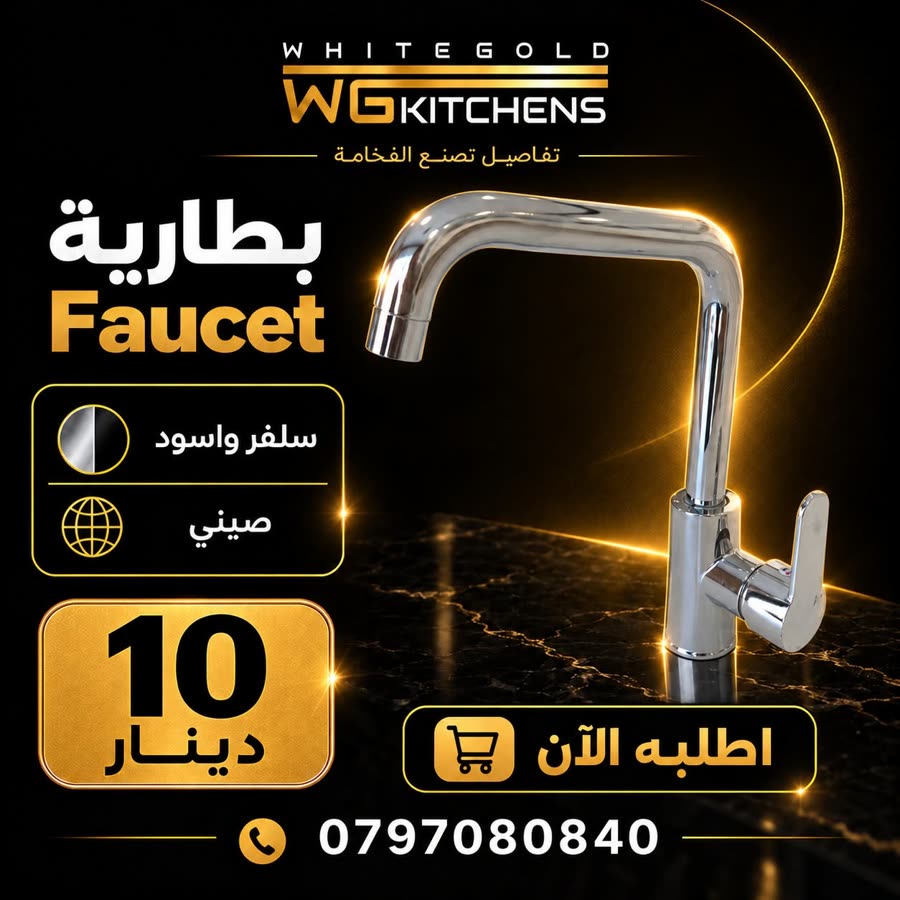 WHITEGOLD
WG KITCHENS
تفاصيل تصنع الفخامة
بطارية
Faucet
سلفر واسود
صيني
10
دينار
اطلبه الآن
0797080840